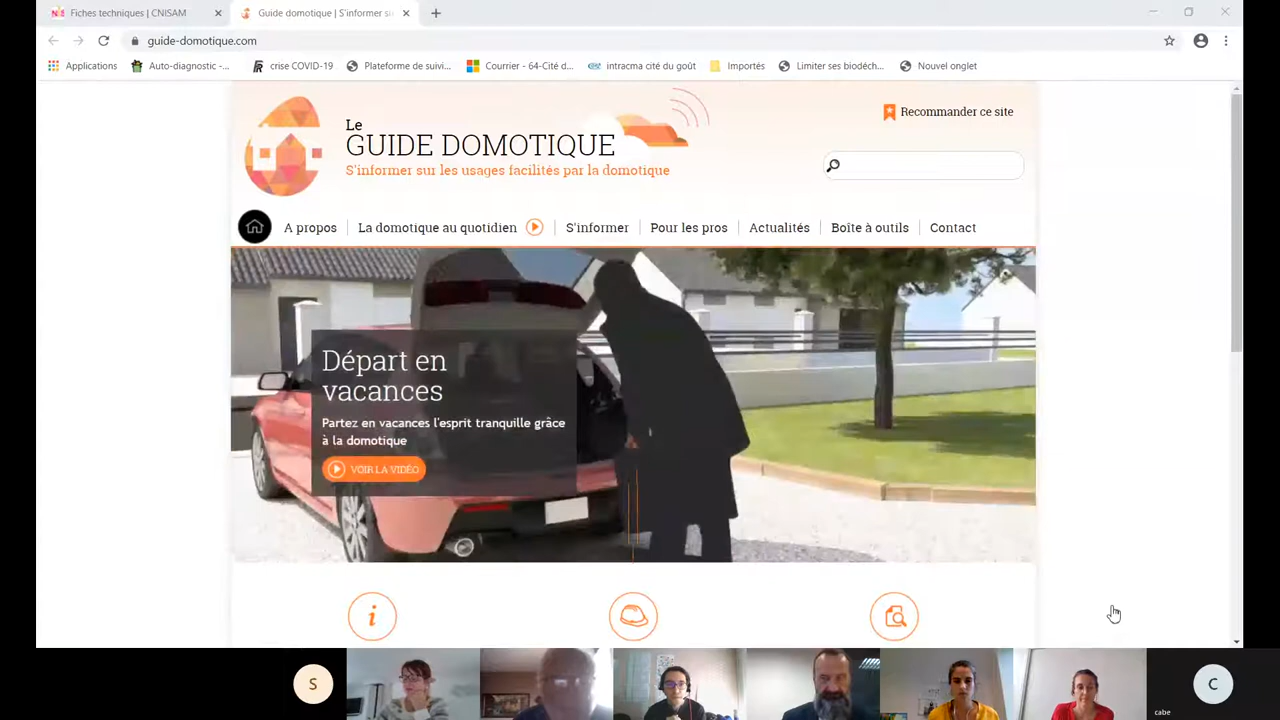 Fiches techniques | CNISAM
Guide domotique | S'informer su
guide-domotique.com
Applications
Auto-diagnostic -...
crise COVID-19
Plateforme de suivi...
Courrier - 64-Cité d...
intracma cité du goût
Importés
Limiter ses biodéch...
Nouvel onglet
Le
GUIDE DOMOTIQUE
S'informer sur les usages facilités par la domotique
Recommander ce site
A propos
La domotique au quotidien
S'informer
Pour les pros
Actualités
Boîte à outils
Contact
Départ en
vacances
Partez en vacances l'esprit tranquille grâce
à la domotique
VOIR LA VIDÉO
i
S
C
cabe